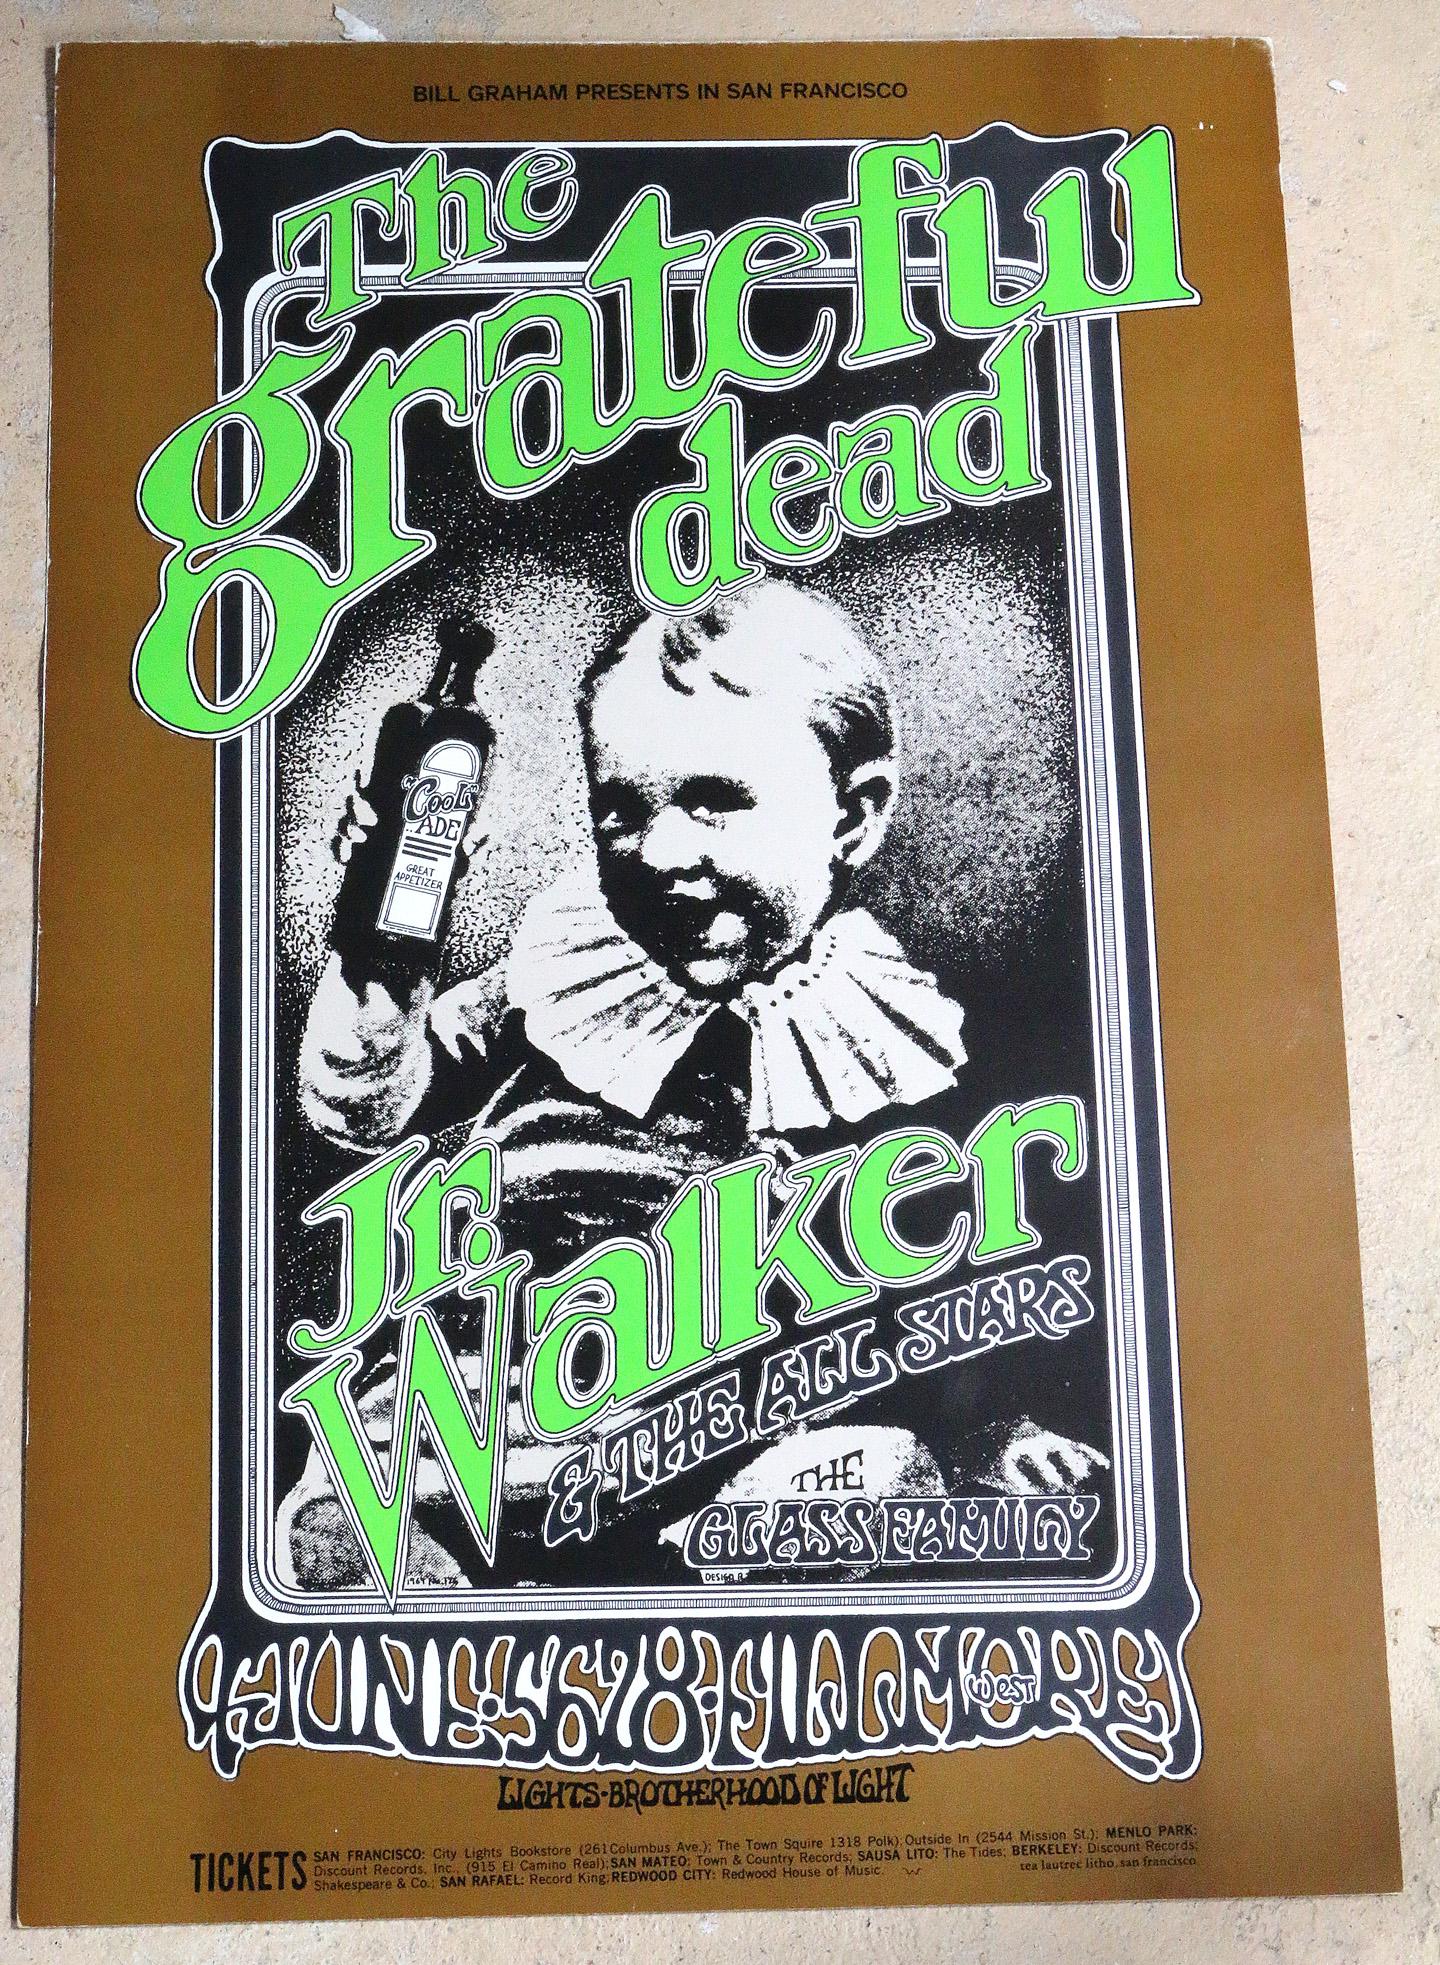 BILL GRAHAM PRESENTS IN SAN FRANCISCO
The
grateful
dead
"COOL"
ADE
GREAT
APPETIZER
Jr.
Walker
& THE ALL STARS
THE
GLASS FAMILY
DESIGN
JUNE: 5 6 7 8 · FILLMORE
WEST
LIGHTS-BROTHERHOOD OF LIGHT
TICKETS
SAN FRANCISCO: City Lights Bookstore (261 Columbus Ave.); The Town Squire 1318 Polk); Outside In (2544 Mission St.); MENLO PARK:
Discount Records, Inc., (915 El Camino Real); SAN MATEO: Town & Country Records; SAUSA LITO: The Tides; BERKELEY: Discount Records;
Shakespeare & Co.; SAN RAFAEL: Record King; REDWOOD CITY: Redwood House of Music.
tea lautrec litho, san francisco